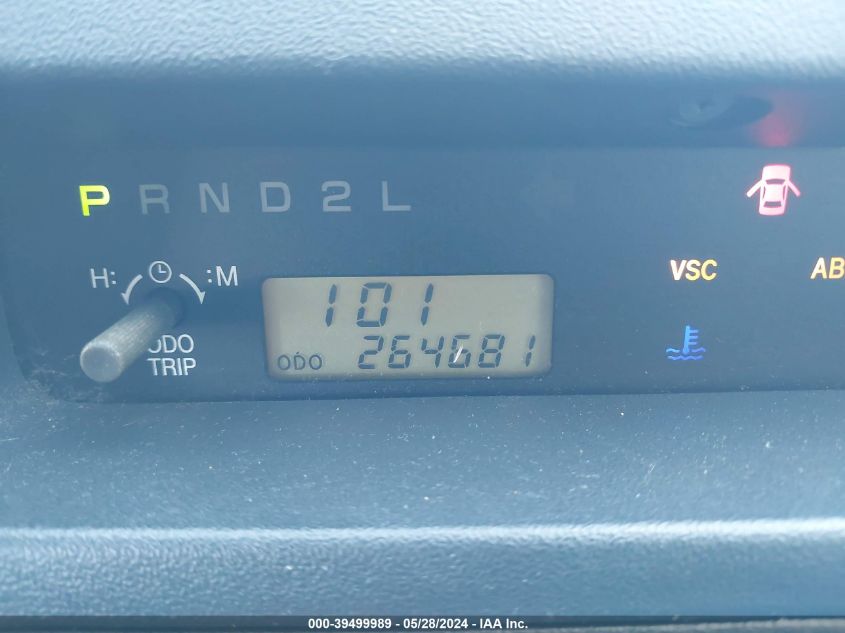 P R N D 2 L
H: :M
VSC AB
101
ODO 264681
ODO
TRIP
000-39499989 - 05/28/2024 - IAA Inc.